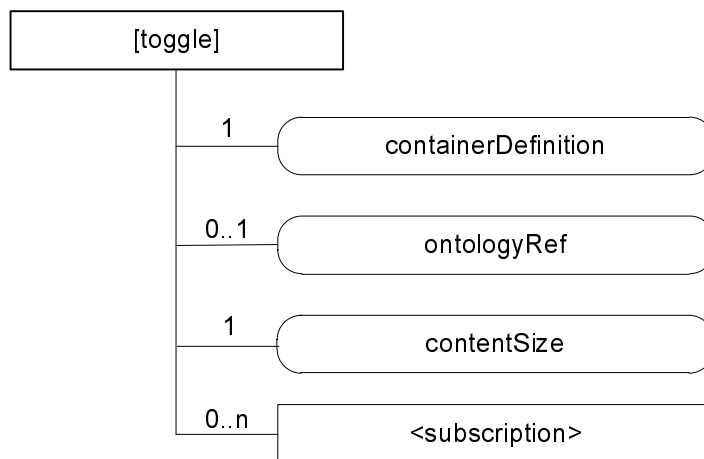 [toggle]
1
containerDefinition
0..1
ontologyRef
1
contentSize
0..n
<subscription>